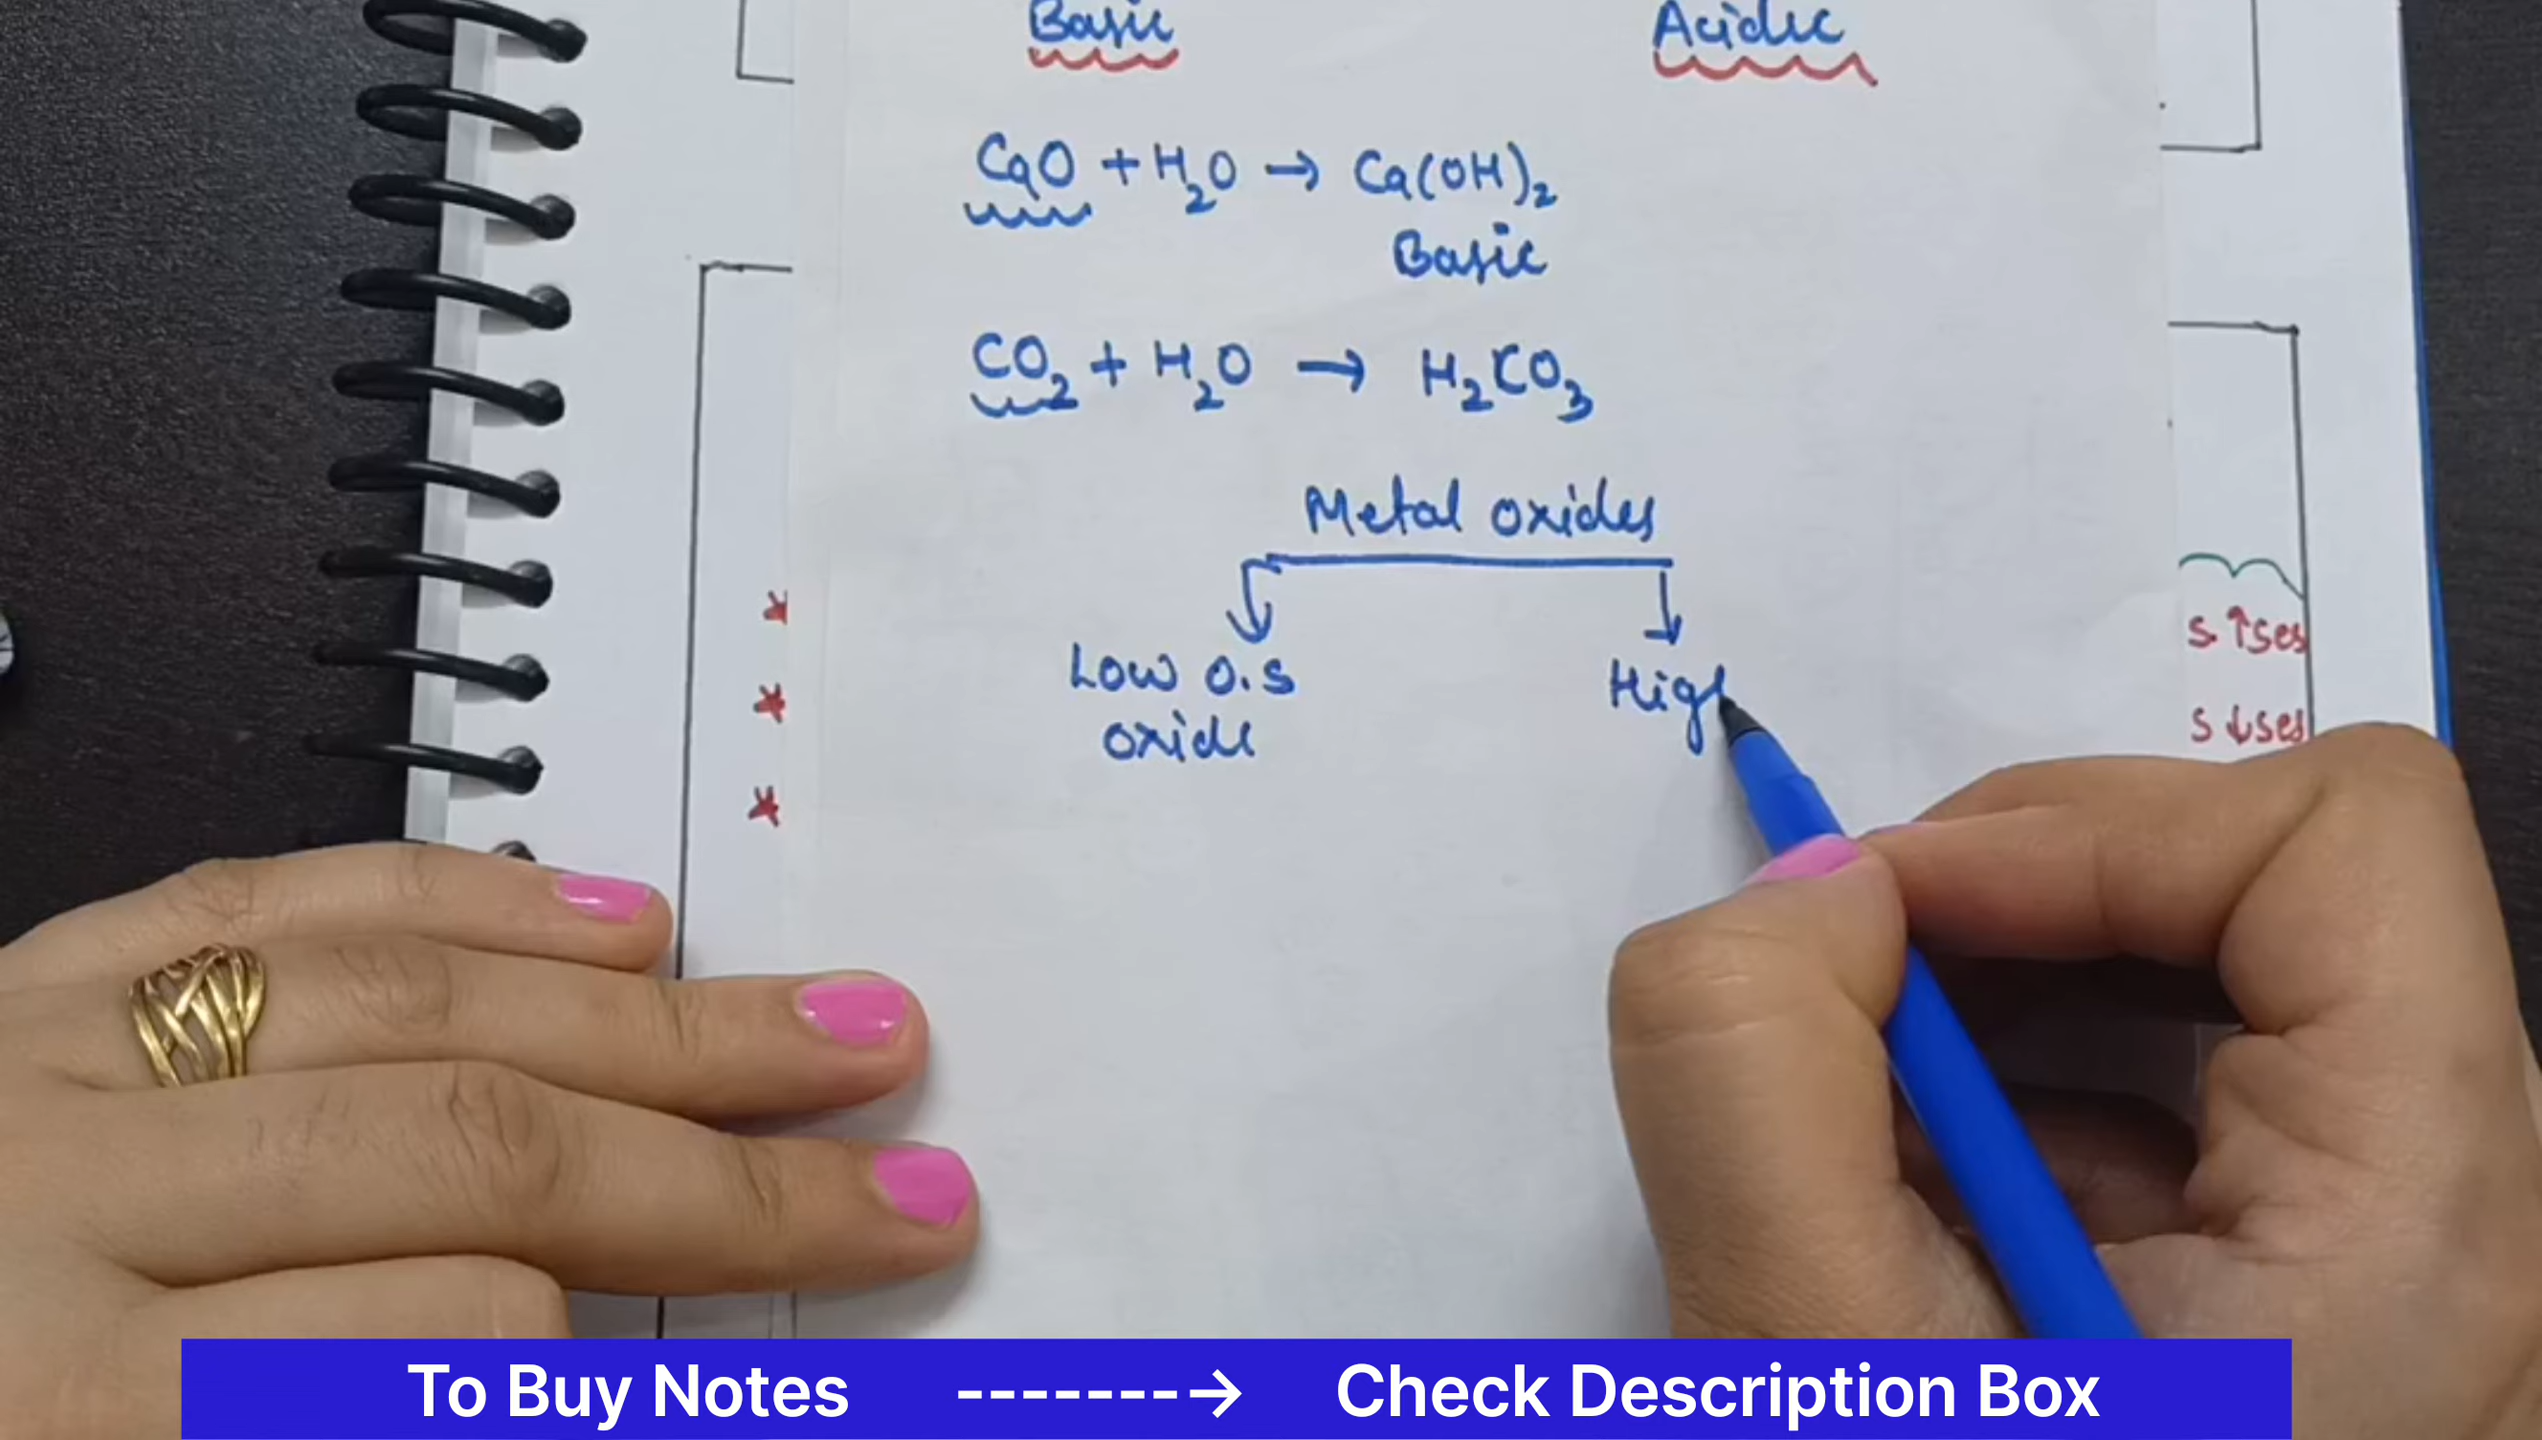 Basic Acidic
CaO + H₂O → Ca(OH)₂
Basic
CO₂ + H₂O → H₂CO₃
Metal oxides
Low O.S High
oxide
S ↑ses
S ↓ses
To Buy Notes -------> Check Description Box